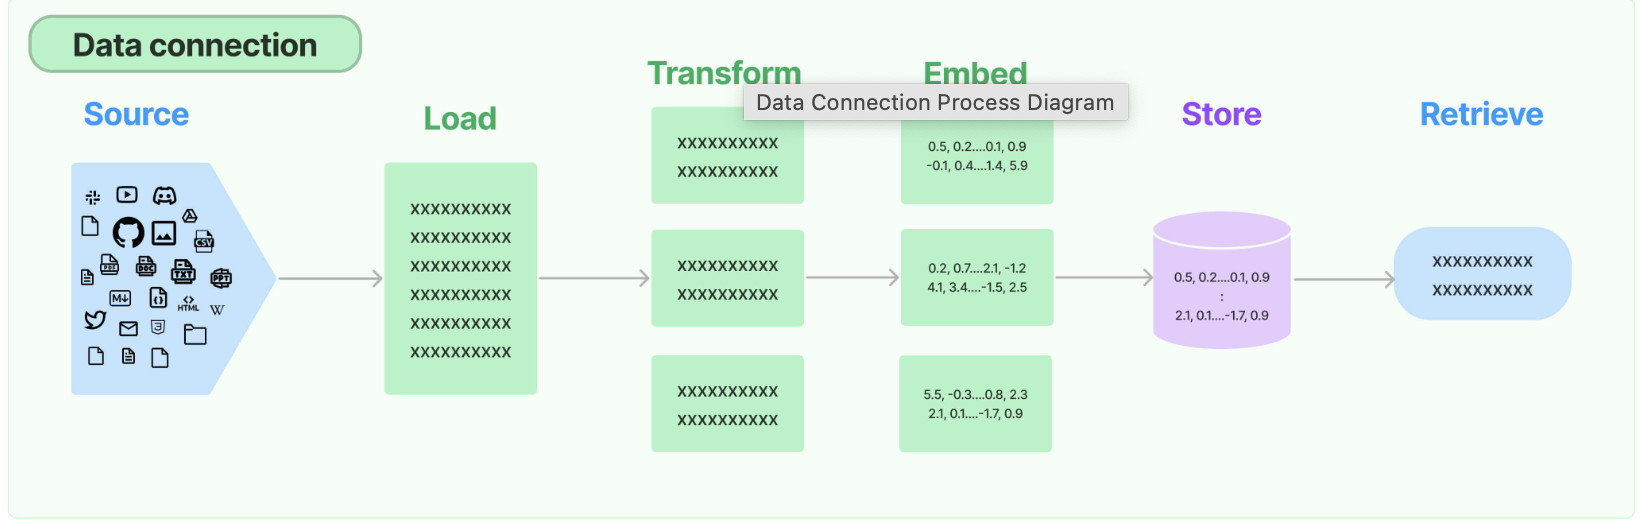 Data connection
Source
Load
Transform
Embed
Data Connection Process Diagram
Store
Retrieve
CSV
PDF
DOC
TXT
PPT
M
HTML
W
3
XXXXXXXXXX
XXXXXXXXXX
XXXXXXXXXX
XXXXXXXXXX
XXXXXXXXXX
XXXXXXXXXX
XXXXXXXXXX
XXXXXXXXXX
XXXXXXXXXX
XXXXXXXXXX
XXXXXXXXXX
XXXXXXXXXX
0.5, 0.2....0.1, 0.9
-0.1, 0.4....1.4, 5.9
0.2, 0.7....2.1, -1.2
4.1, 3.4....-1.5, 2.5
5.5, -0.3....0.8, 2.3
2.1, 0.1....-1.7, 0.9
0.5, 0.2....0.1, 0.9
:
2.1, 0.1....-1.7, 0.9
XXXXXXXXXX
XXXXXXXXXX